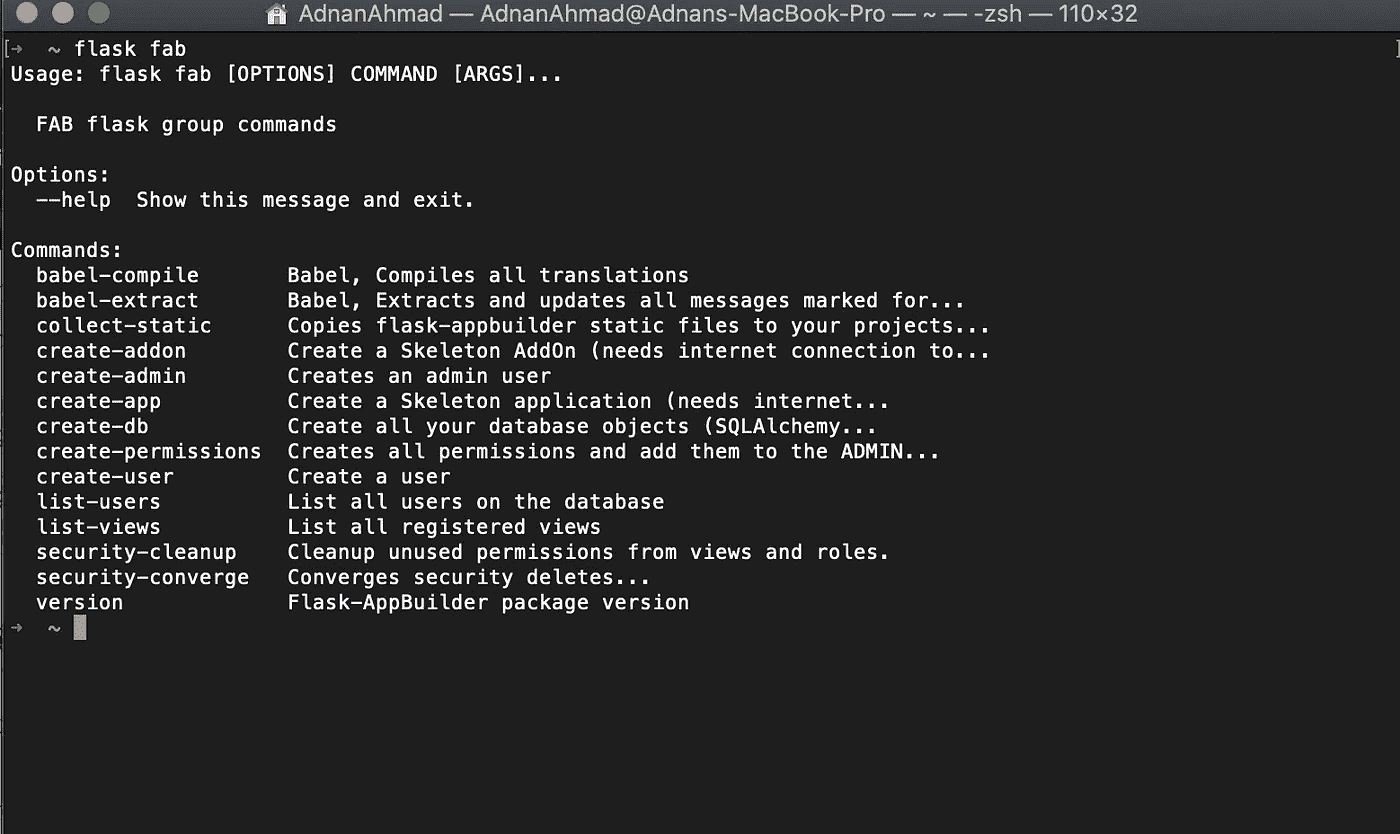 AdnanAhmad — AdnanAhmad@Adnans-MacBook-Pro — ~ — -zsh — 110×32
[→  ~ flask fab ]
Usage: flask fab [OPTIONS] COMMAND [ARGS]...

  FAB flask group commands

Options:
  --help  Show this message and exit.

Commands:
  babel-compile       Babel, Compiles all translations
  babel-extract       Babel, Extracts and updates all messages marked for...
  collect-static      Copies flask-appbuilder static files to your projects...
  create-addon        Create a Skeleton AddOn (needs internet connection to...
  create-admin        Creates an admin user
  create-app          Create a Skeleton application (needs internet...
  create-db           Create all your database objects (SQLAlchemy...
  create-permissions  Creates all permissions and add them to the ADMIN...
  create-user         Create a user
  list-users          List all users on the database
  list-views          List all registered views
  security-cleanup    Cleanup unused permissions from views and roles.
  security-converge   Converges security deletes...
  version             Flask-AppBuilder package version
→  ~